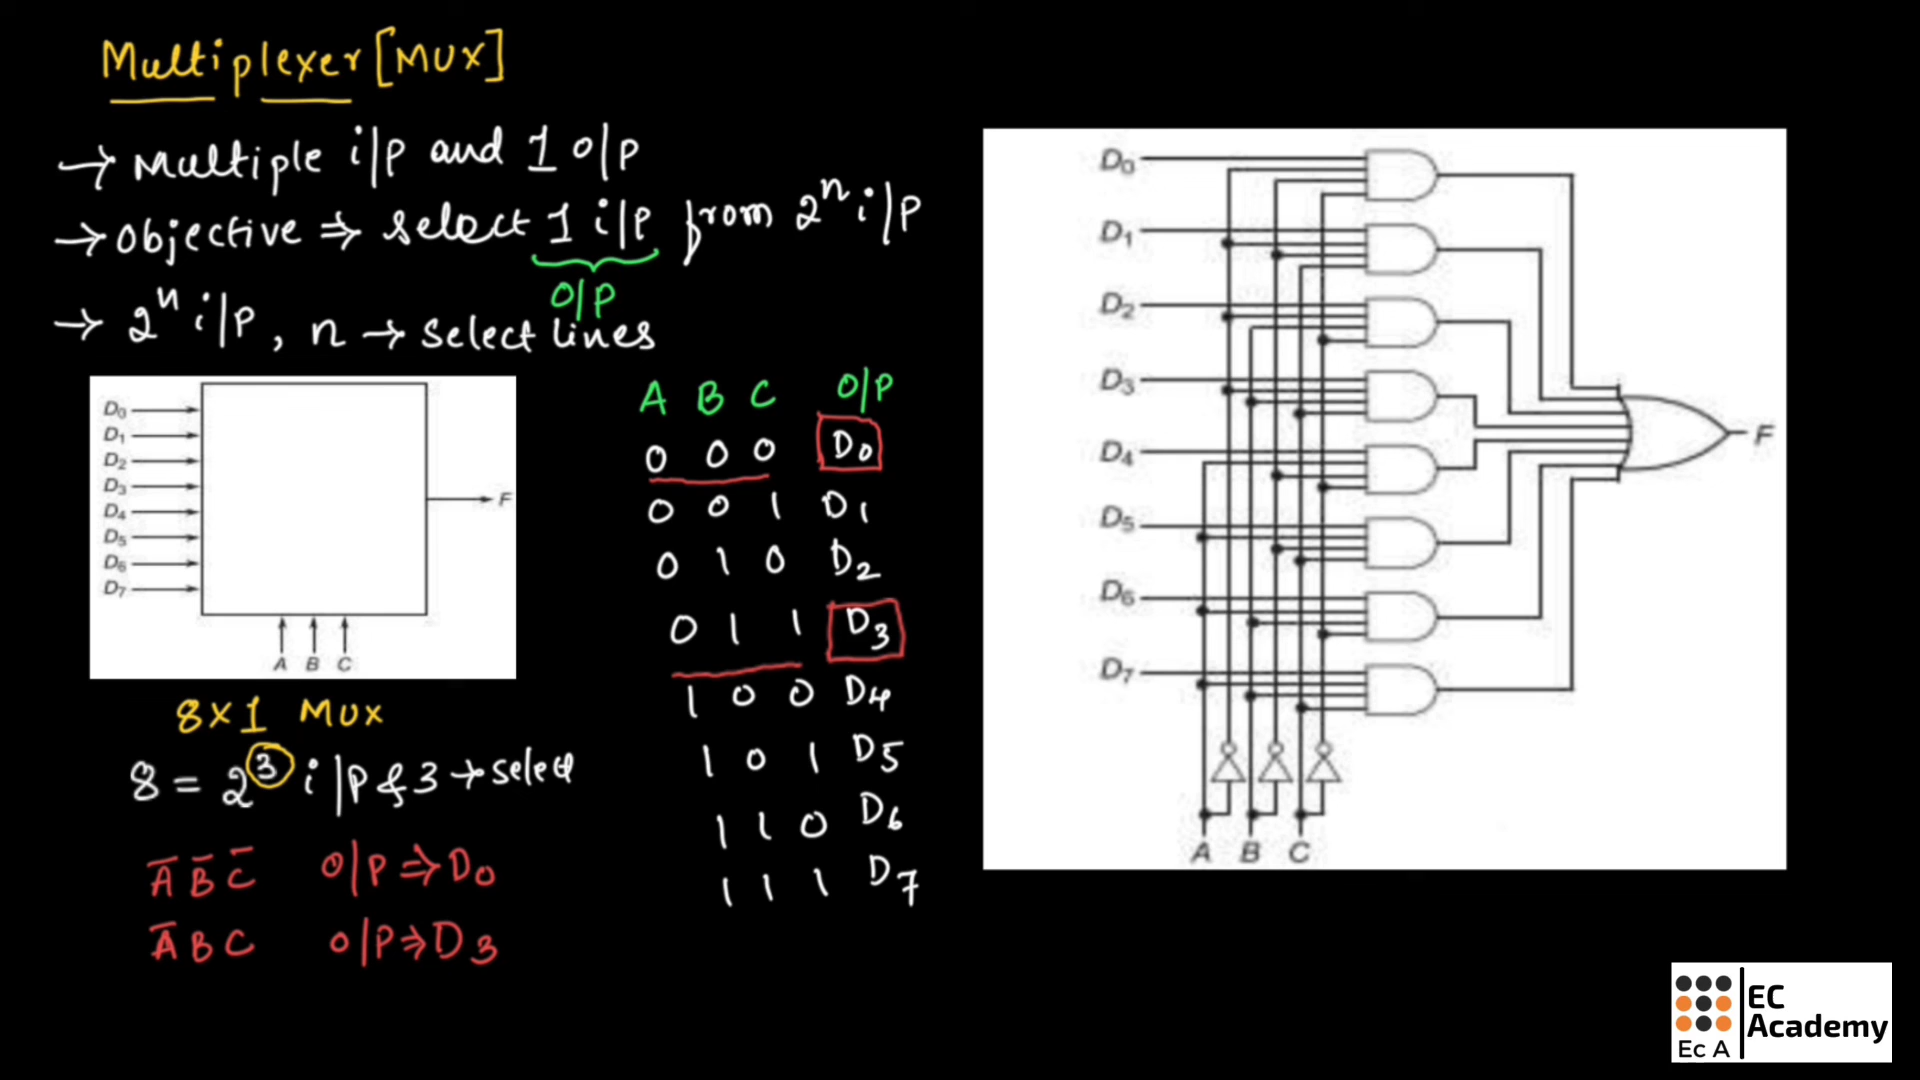 Multiplexer [MUX]
→ Multiple i/p and 1 o/p
→ Objective ⇒ select 1 i/p from 2ⁿ i/p
O/P
→ 2ⁿ i/p, n → select lines
D0
D1
D2
D3
D4
D5
D6
D7
F
A B C
8×1 MUX
8 = 2³ i/p & 3 → select
A̅ B̅ C̅ O/P ⇒ D0
A̅ B C O/P ⇒ D3
A B C O/P
0 0 0 D0
0 0 1 D1
0 1 0 D2
0 1 1 D3
1 0 0 D4
1 0 1 D5
1 1 0 D6
1 1 1 D7
D0
D1
D2
D3
D4
D5
D6
D7
F
A B C
EC
Academy
Ec A